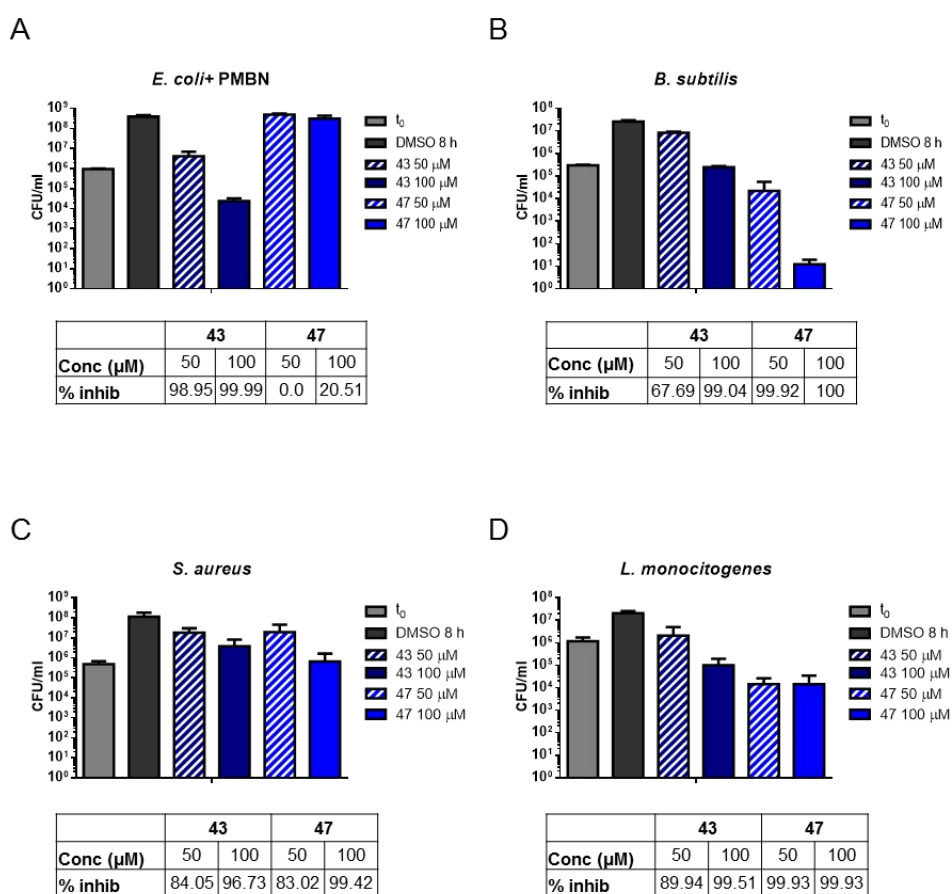 A
E. coli+ PMBN
10⁹
10⁸
10⁷
10⁶
10⁵
10⁴
10³
10²
10¹
10⁰
CFU/ml
t₀
DMSO 8 h
43 50 µM
43 100 µM
47 50 µM
47 100 µM
43 47
Conc (µM) 50 100 50 100
% inhib 98.95 99.99 0.0 20.51
B
B. subtilis
10⁸
10⁷
10⁶
10⁵
10⁴
10³
10²
10¹
10⁰
CFU/ml
t₀
DMSO 8 h
43 50 µM
43 100 µM
47 50 µM
47 100 µM
43 47
Conc (µM) 50 100 50 100
% inhib 67.69 99.04 99.92 100
C
S. aureus
10⁹
10⁸
10⁷
10⁶
10⁵
10⁴
10³
10²
10¹
10⁰
CFU/ml
t₀
DMSO 8 h
43 50 µM
43 100 µM
47 50 µM
47 100 µM
43 47
Conc (µM) 50 100 50 100
% inhib 84.05 96.73 83.02 99.42
D
L. monocitogenes
10⁸
10⁷
10⁶
10⁵
10⁴
10³
10²
10¹
10⁰
CFU/ml
t₀
DMSO 8 h
43 50 µM
43 100 µM
47 50 µM
47 100 µM
43 47
Conc (µM) 50 100 50 100
% inhib 89.94 99.51 99.93 99.93